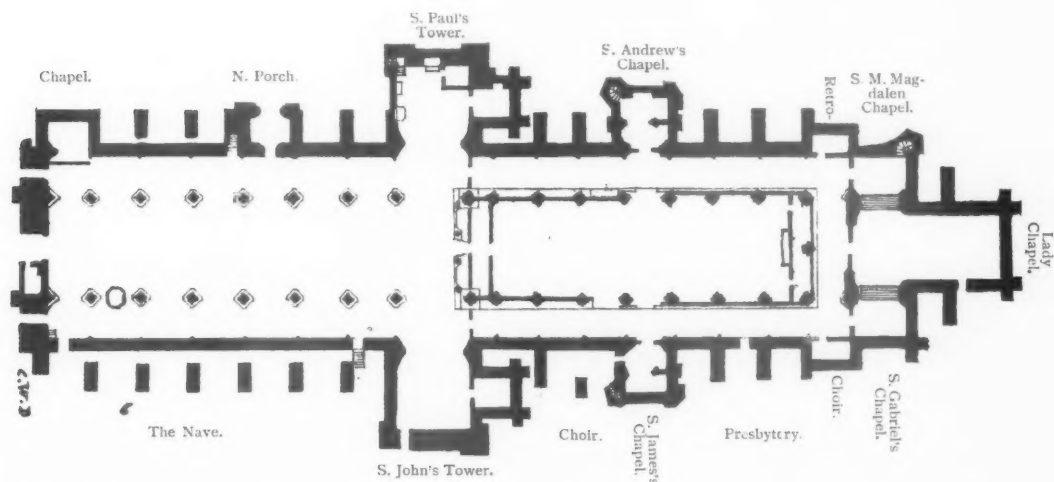 S. Paul's
Tower.
S. Andrew's
Chapel.
Chapel.
N. Porch.
Retro-
S. M. Mag-
dalen
Chapel.
Lady
Chapel.
The Nave.
S. John's Tower.
Choir.
S. James's
Chapel.
Presbytery.
Choir.
S. Gabriel's
Chapel.